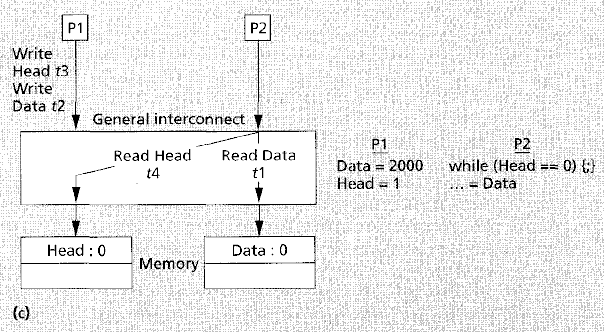 P1
P2
Write
Head t3
Write
Data t2
General interconnect
Read Head
t4
Read Data
t1
P1
P2
Data = 2000
while (Head == 0) {;}
Head = 1
... = Data
Head : 0
Memory
Data : 0
(c)